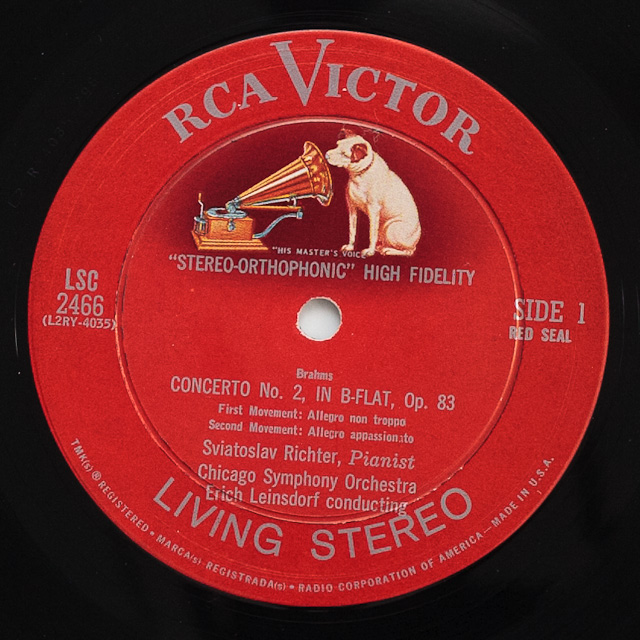 RCA VICTOR
"HIS MASTER'S VOICE"
"STEREO-ORTHOPHONIC" HIGH FIDELITY
LSC
2466
(L2RY-4035)
SIDE 1
RED SEAL
Brahms
CONCERTO No. 2, IN B-FLAT, Op. 83
First Movement: Allegro non troppo
Second Movement: Allegro appassionato
Sviatoslav Richter, Pianist
Chicago Symphony Orchestra
Erich Leinsdorf conducting
LIVING STEREO
TMK(s) ® REGISTERED • MARCA(s) REGISTRADA(s) • RADIO CORPORATION OF AMERICA—MADE IN U.S.A.